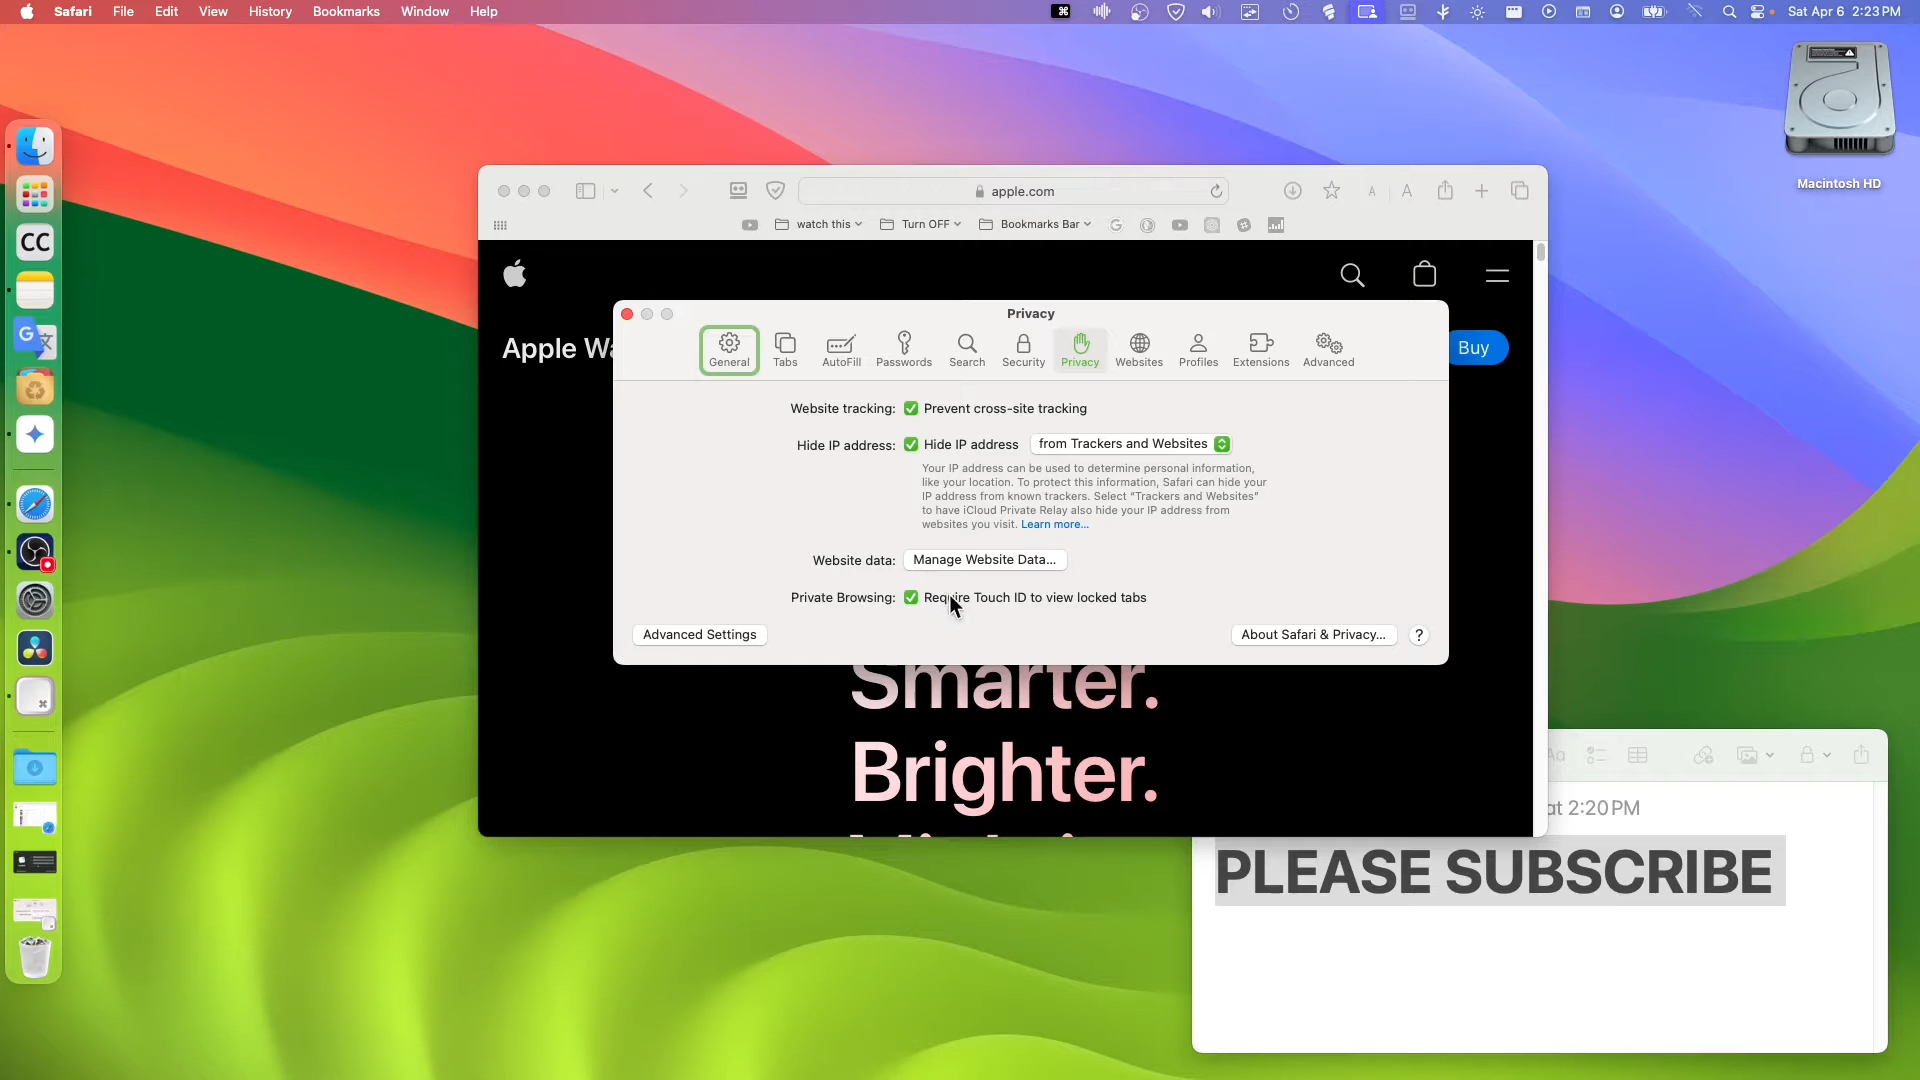 Safari File Edit View History Bookmarks Window Help
Sat Apr 6 2:23 PM
Macintosh HD
apple.com
watch this Turn OFF Bookmarks Bar
Apple Wa
Buy
Privacy
General Tabs AutoFill Passwords Search Security Privacy Websites Profiles Extensions Advanced
Website tracking: Prevent cross-site tracking
Hide IP address: Hide IP address from Trackers and Websites
Your IP address can be used to determine personal information,
like your location. To protect this information, Safari can hide your
IP address from known trackers. Select "Trackers and Websites"
to have iCloud Private Relay also hide your IP address from
websites you visit. Learn more...
Website data: Manage Website Data...
Private Browsing: Require Touch ID to view locked tabs
Advanced Settings About Safari & Privacy... ?
Smarter.
Brighter.
CC
Aa
at 2:20 PM
PLEASE SUBSCRIBE